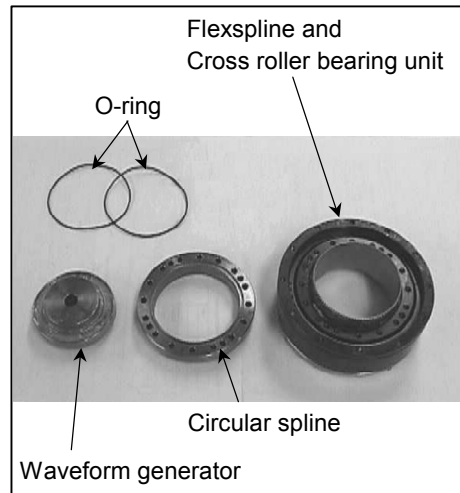 Flexspline and
Cross roller bearing unit
O-ring
Circular spline
Waveform generator